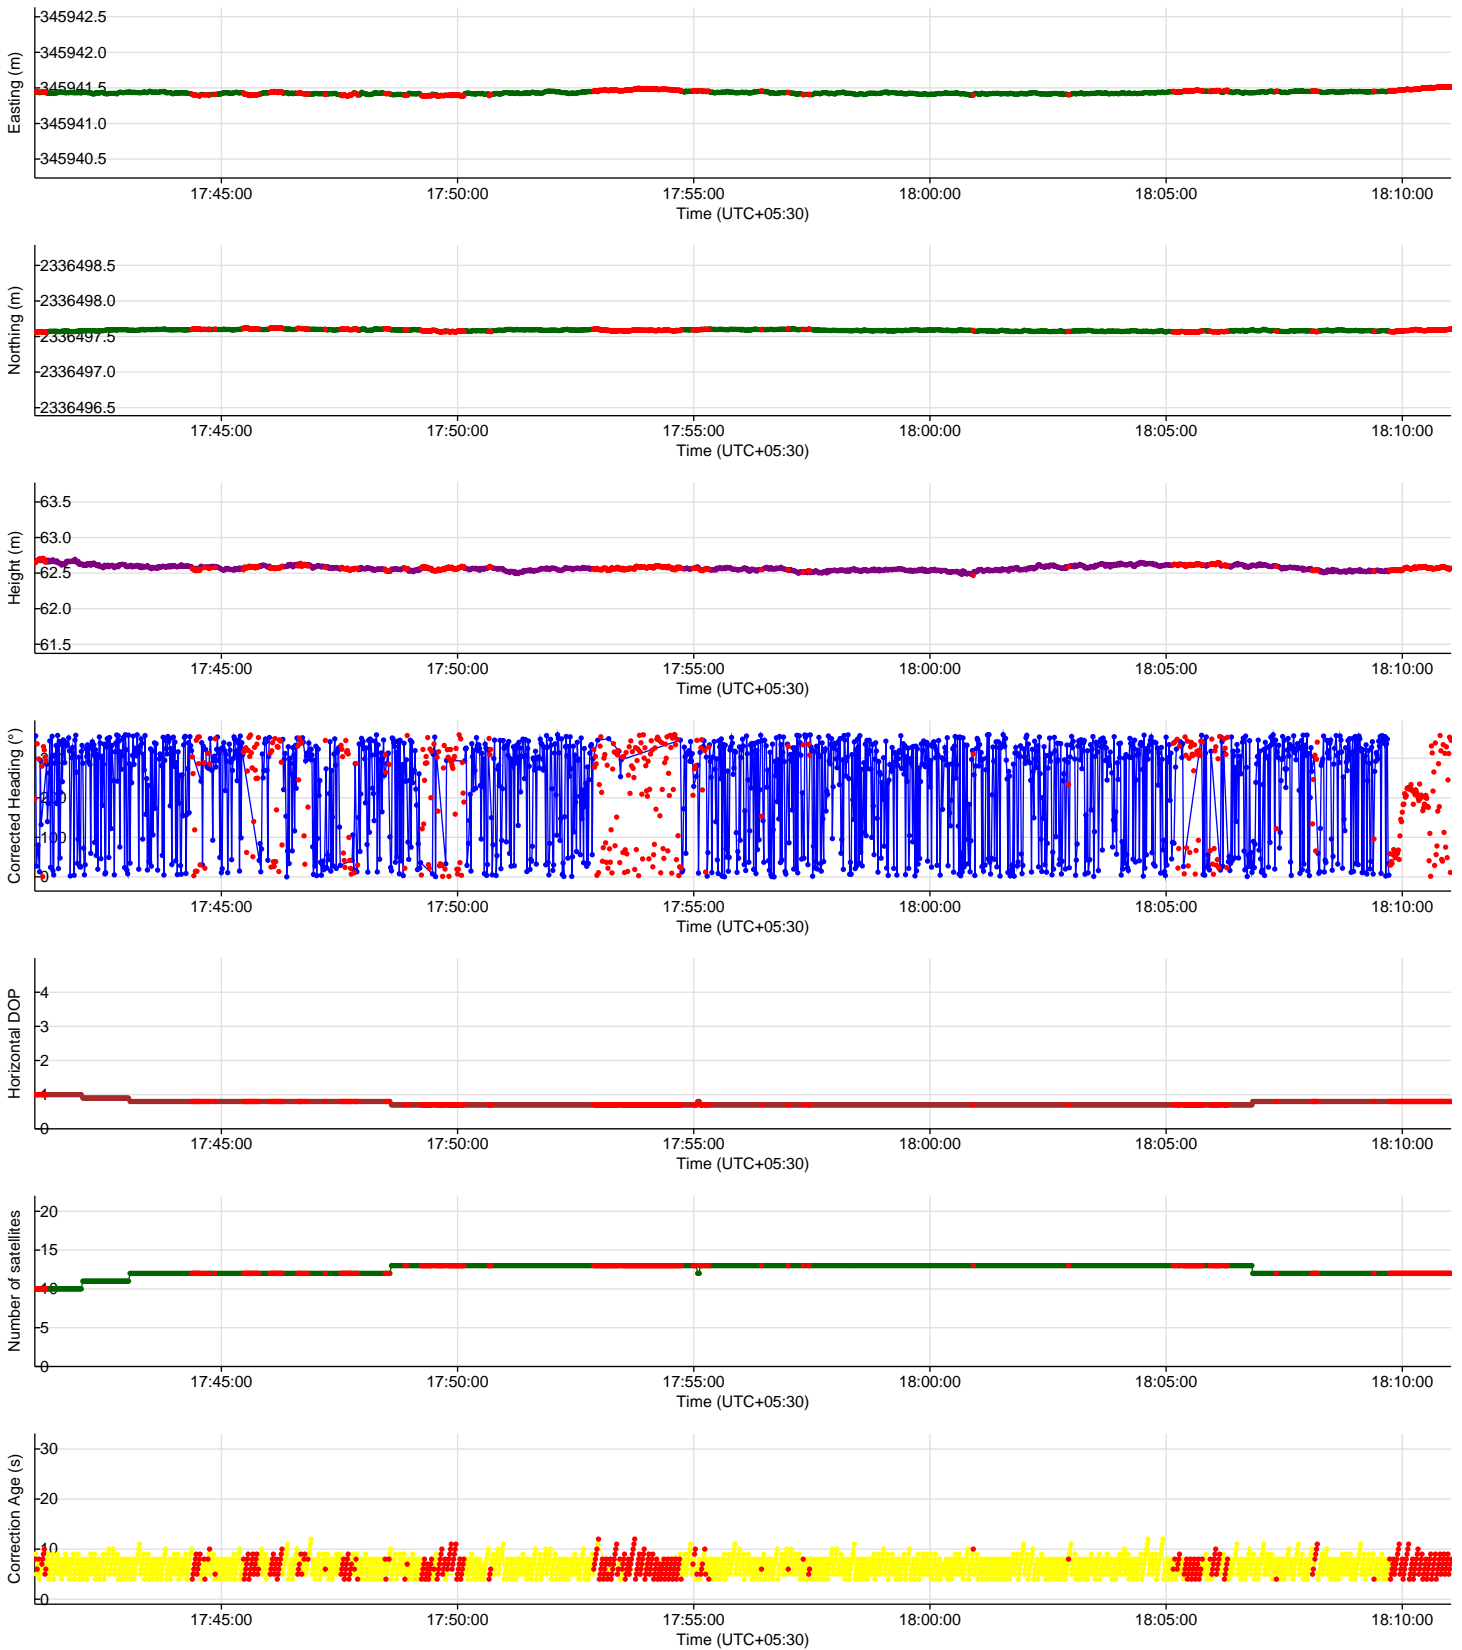 Easting (m)
345942.5
345942.0
345941.5
345941.0
345940.5
17:45:00 17:50:00 17:55:00 18:00:00 18:05:00 18:10:00
Time (UTC+05:30)
Northing (m)
2336498.5
2336498.0
2336497.5
2336497.0
2336496.5
17:45:00 17:50:00 17:55:00 18:00:00 18:05:00 18:10:00
Time (UTC+05:30)
Height (m)
63.5
63.0
62.5
62.0
61.5
17:45:00 17:50:00 17:55:00 18:00:00 18:05:00 18:10:00
Time (UTC+05:30)
Corrected Heading (°)
100
0
17:45:00 17:50:00 17:55:00 18:00:00 18:05:00 18:10:00
Time (UTC+05:30)
Horizontal DOP
4
3
2
1
0
17:45:00 17:50:00 17:55:00 18:00:00 18:05:00 18:10:00
Time (UTC+05:30)
Number of satellites
20
15
10
5
0
17:45:00 17:50:00 17:55:00 18:00:00 18:05:00 18:10:00
Time (UTC+05:30)
Correction Age (s)
30
20
10
0
17:45:00 17:50:00 17:55:00 18:00:00 18:05:00 18:10:00
Time (UTC+05:30)